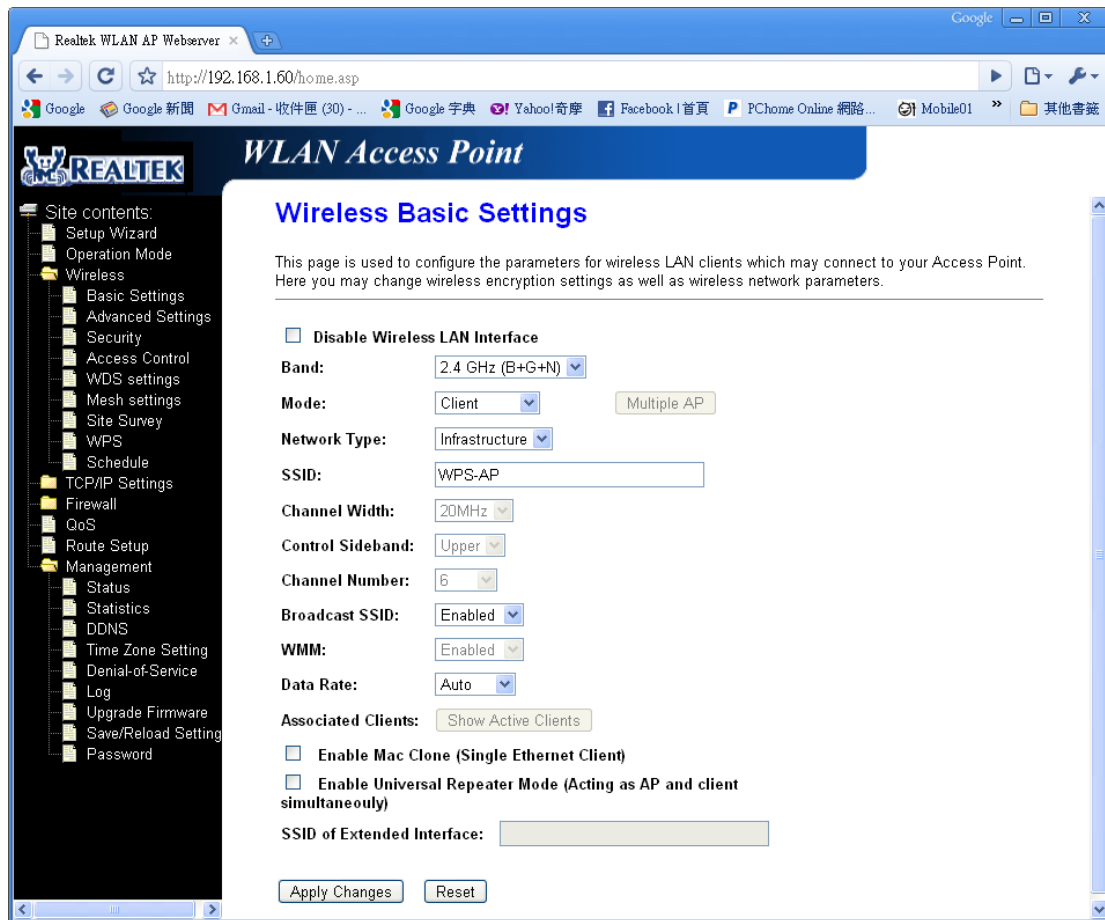 Google
Realtek WLAN AP Webserver
http://192.168.1.60/home.asp
Google Google 新聞 Gmail - 收件匣 (30) - ... Google 字典 Yahoo!奇摩 Facebook | 首頁 PChome Online 網路... Mobile01 » 其他書籤
REALTEK
WLAN Access Point
Site contents:
Setup Wizard
Operation Mode
Wireless
Basic Settings
Advanced Settings
Security
Access Control
WDS settings
Mesh settings
Site Survey
WPS
Schedule
TCP/IP Settings
Firewall
QoS
Route Setup
Management
Status
Statistics
DDNS
Time Zone Setting
Denial-of-Service
Log
Upgrade Firmware
Save/Reload Setting
Password
Wireless Basic Settings
This page is used to configure the parameters for wireless LAN clients which may connect to your Access Point.
Here you may change wireless encryption settings as well as wireless network parameters.
Disable Wireless LAN Interface
Band: 2.4 GHz (B+G+N)
Mode: Client Multiple AP
Network Type: Infrastructure
SSID: WPS-AP
Channel Width: 20MHz
Control Sideband: Upper
Channel Number: 6
Broadcast SSID: Enabled
WMM: Enabled
Data Rate: Auto
Associated Clients: Show Active Clients
Enable Mac Clone (Single Ethernet Client)
Enable Universal Repeater Mode (Acting as AP and client
simultaneouly)
SSID of Extended Interface:
Apply Changes Reset